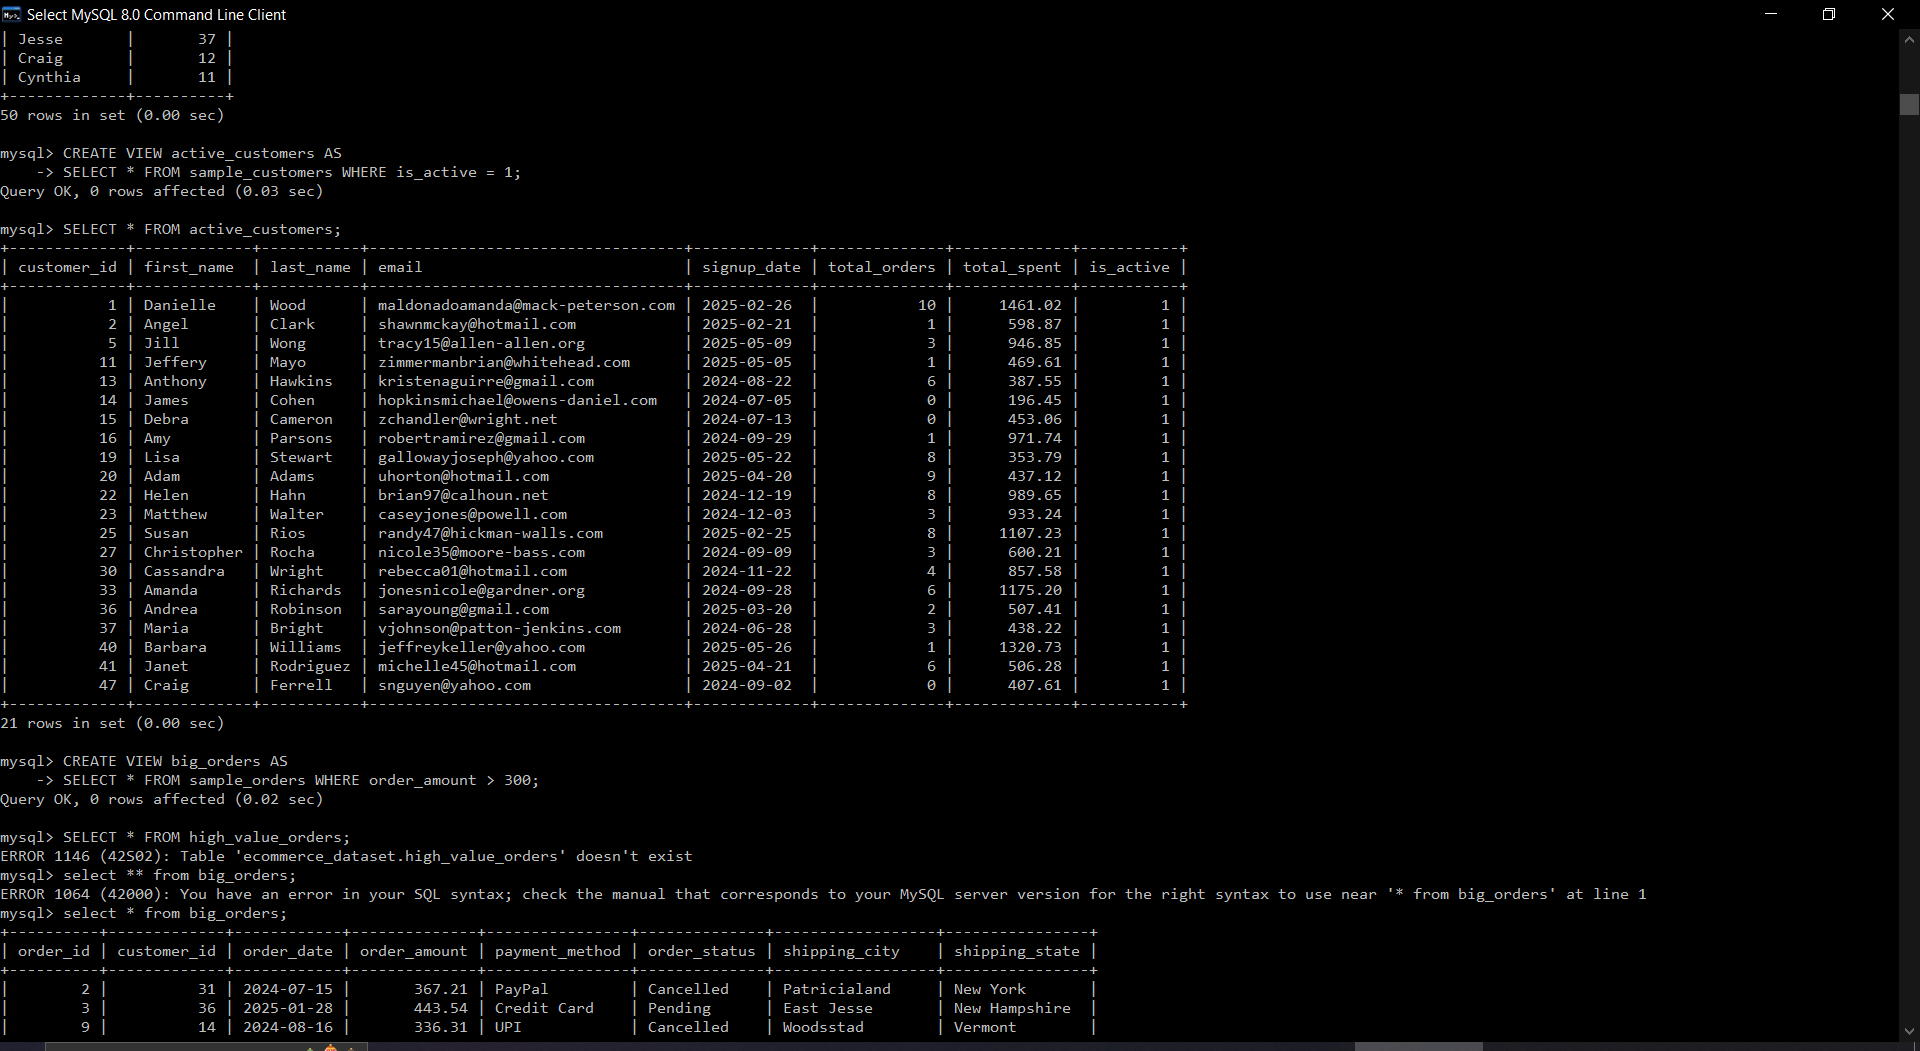 Select MySQL 8.0 Command Line Client
| Jesse       |       37 |
| Craig       |       12 |
| Cynthia     |       11 |
+-------------+----------+
50 rows in set (0.00 sec)
mysql> CREATE VIEW active_customers AS
    -> SELECT * FROM sample_customers WHERE is_active = 1;
Query OK, 0 rows affected (0.03 sec)
mysql> SELECT * FROM active_customers;
+-------------+-------------+-----------+-----------------------------------+-------------+--------------+-------------+-----------+
| customer_id | first_name  | last_name | email                             | signup_date | total_orders | total_spent | is_active |
+-------------+-------------+-----------+-----------------------------------+-------------+--------------+-------------+-----------+
|           1 | Danielle    | Wood      | maldonadoamanda@mack-peterson.com | 2025-02-26  |           10 |     1461.02 |         1 |
|           2 | Angel       | Clark     | shawnmckay@hotmail.com            | 2025-02-21  |            1 |      598.87 |         1 |
|           5 | Jill        | Wong      | tracy15@allen-allen.org           | 2025-05-09  |            3 |      946.85 |         1 |
|          11 | Jeffery     | Mayo      | zimmermanbrian@whitehead.com      | 2025-05-05  |            1 |      469.61 |         1 |
|          13 | Anthony     | Hawkins   | kristenaguirre@gmail.com          | 2024-08-22  |            6 |      387.55 |         1 |
|          14 | James       | Cohen     | hopkinsmichael@owens-daniel.com   | 2024-07-05  |            0 |      196.45 |         1 |
|          15 | Debra       | Cameron   | zchandler@wright.net              | 2024-07-13  |            0 |      453.06 |         1 |
|          16 | Amy         | Parsons   | robertramirez@gmail.com           | 2024-09-29  |            1 |      971.74 |         1 |
|          19 | Lisa        | Stewart   | gallowayjoseph@yahoo.com          | 2025-05-22  |            8 |      353.79 |         1 |
|          20 | Adam        | Adams     | uhorton@hotmail.com               | 2025-04-20  |            9 |      437.12 |         1 |
|          22 | Helen       | Hahn      | brian97@calhoun.net               | 2024-12-19  |            8 |      989.65 |         1 |
|          23 | Matthew     | Walter    | caseyjones@powell.com             | 2024-12-03  |            3 |      933.24 |         1 |
|          25 | Susan       | Rios      | randy47@hickman-walls.com         | 2025-02-25  |            8 |     1107.23 |         1 |
|          27 | Christopher | Rocha     | nicole35@moore-bass.com           | 2024-09-09  |            3 |      600.21 |         1 |
|          30 | Cassandra   | Wright    | rebecca01@hotmail.com             | 2024-11-22  |            4 |      857.58 |         1 |
|          33 | Amanda      | Richards  | jonesnicole@gardner.org           | 2024-09-28  |            6 |     1175.20 |         1 |
|          36 | Andrea      | Robinson  | sarayoung@gmail.com               | 2025-03-20  |            2 |      507.41 |         1 |
|          37 | Maria       | Bright    | vjohnson@patton-jenkins.com       | 2024-06-28  |            3 |      438.22 |         1 |
|          40 | Barbara     | Williams  | jeffreykeller@yahoo.com           | 2025-05-26  |            1 |     1320.73 |         1 |
|          41 | Janet       | Rodriguez | michelle45@hotmail.com            | 2025-04-21  |            6 |      506.28 |         1 |
|          47 | Craig       | Ferrell   | snguyen@yahoo.com                 | 2024-09-02  |            0 |      407.61 |         1 |
+-------------+-------------+-----------+-----------------------------------+-------------+--------------+-------------+-----------+
21 rows in set (0.00 sec)
mysql> CREATE VIEW big_orders AS
    -> SELECT * FROM sample_orders WHERE order_amount > 300;
Query OK, 0 rows affected (0.02 sec)
mysql> SELECT * FROM high_value_orders;
ERROR 1146 (42S02): Table 'ecommerce_dataset.high_value_orders' doesn't exist
mysql> select ** from big_orders;
ERROR 1064 (42000): You have an error in your SQL syntax; check the manual that corresponds to your MySQL server version for the right syntax to use near '* from big_orders' at line 1
mysql> select * from big_orders;
+----------+-------------+------------+--------------+----------------+--------------+------------------+----------------+
| order_id | customer_id | order_date | order_amount | payment_method | order_status | shipping_city    | shipping_state |
+----------+-------------+------------+--------------+----------------+--------------+------------------+----------------+
|        2 |          31 | 2024-07-15 |       367.21 | PayPal         | Cancelled    | Patricialand     | New York       |
|        3 |          36 | 2025-01-28 |       443.54 | Credit Card    | Pending      | East Jesse       | New Hampshire  |
|        9 |          14 | 2024-08-16 |       336.31 | UPI            | Cancelled    | Woodsstad        | Vermont        |